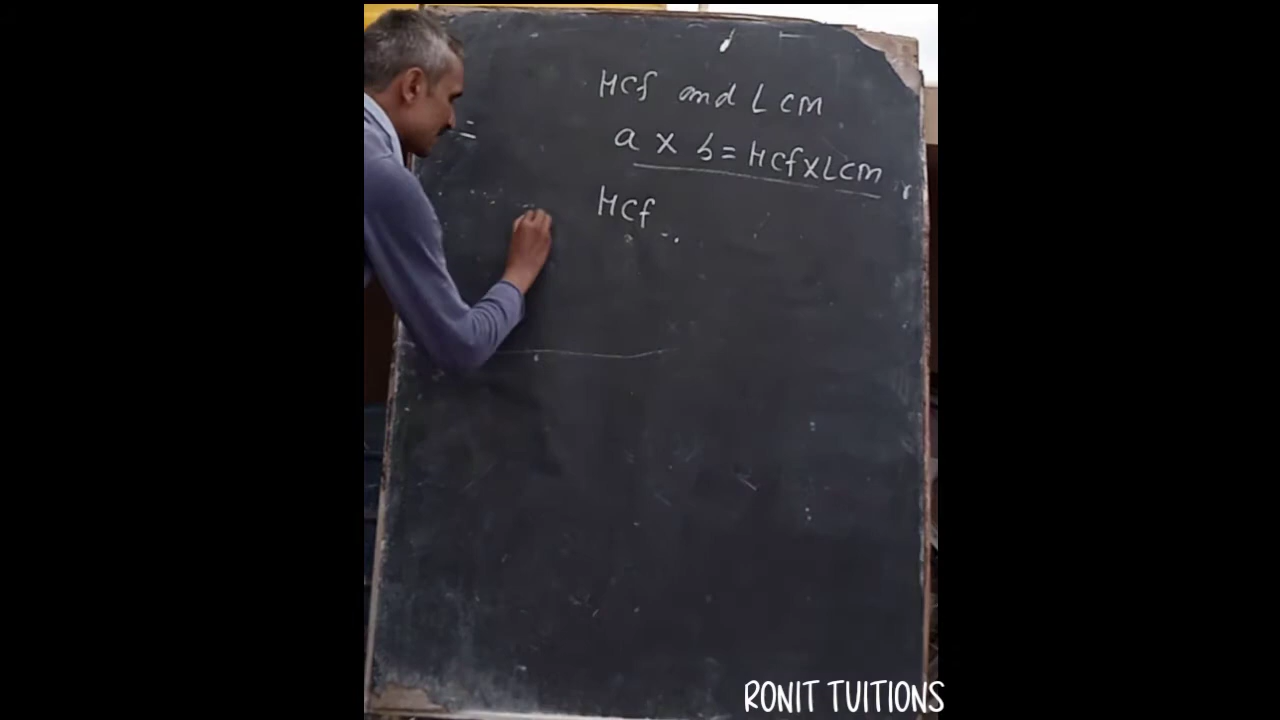 HCf and LCM
a x b = HCf x LCM
HCf
RONIT TUITIONS